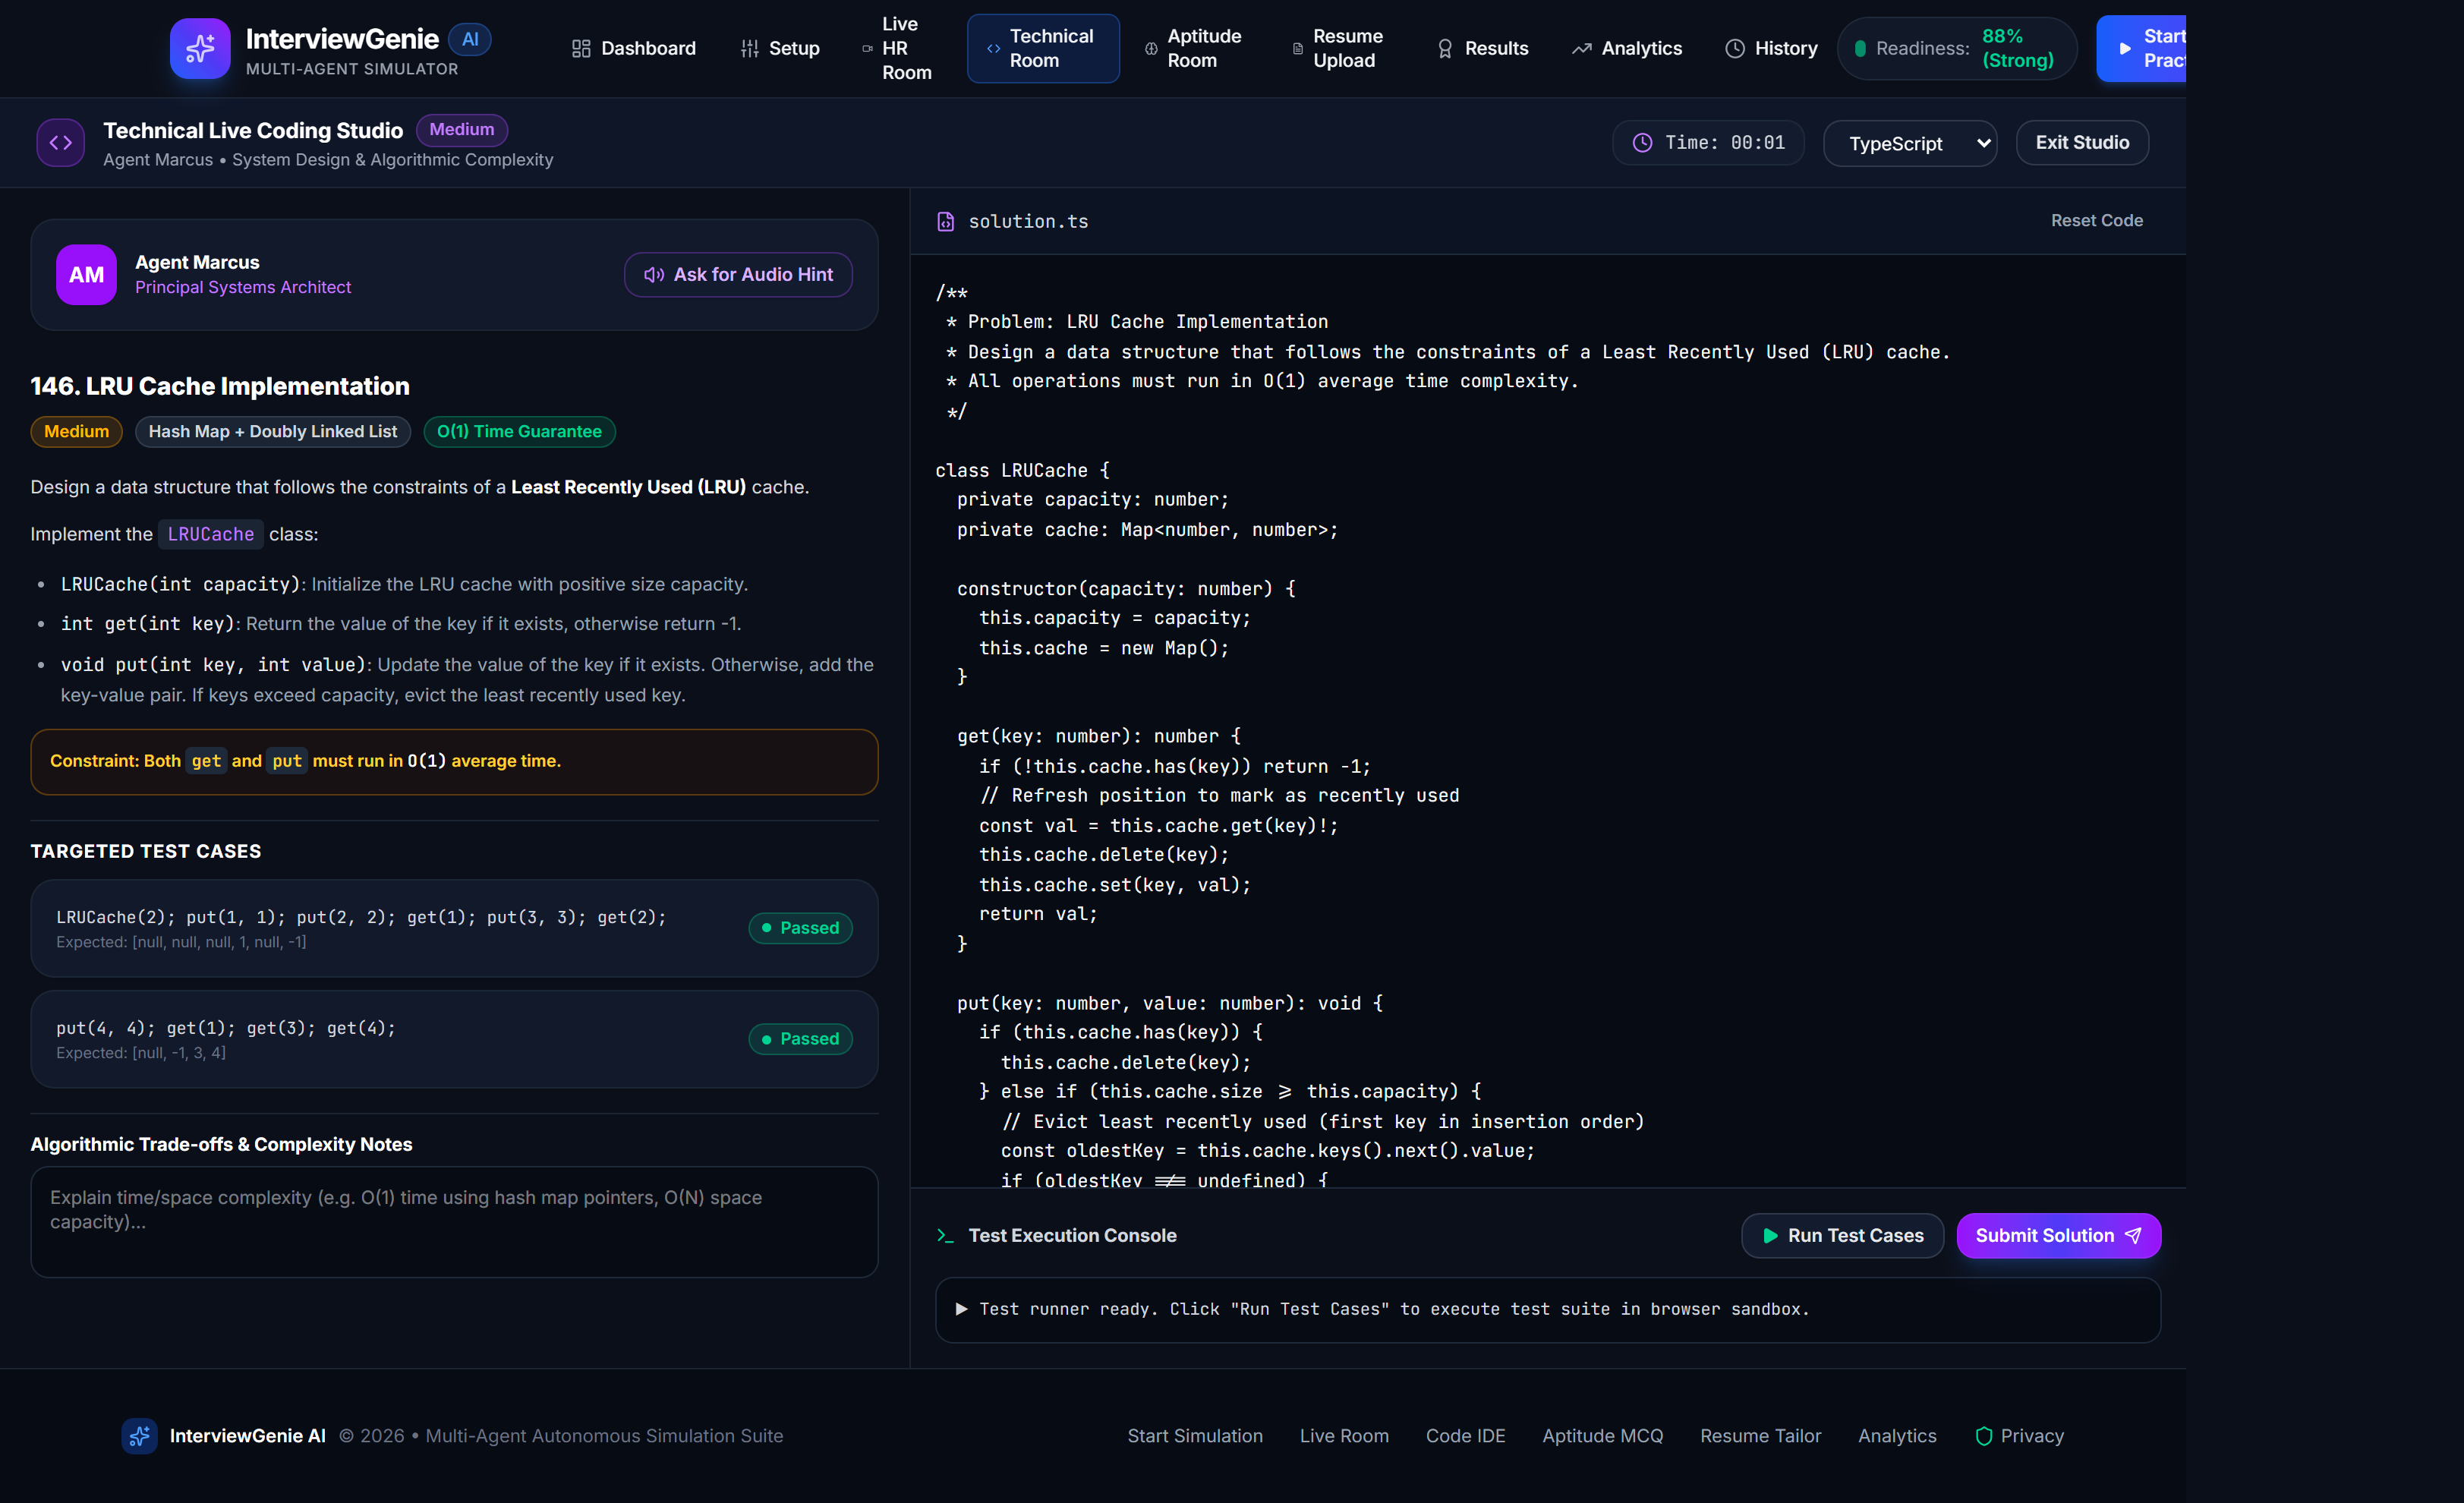 InterviewGenie AI
MULTI-AGENT SIMULATOR
Dashboard
Setup
Live
HR
Room
Technical
Room
Aptitude
Room
Resume
Upload
Results
Analytics
History
Readiness:
88%
(Strong)
Start
Technical Live Coding Studio Medium
Agent Marcus • System Design & Algorithmic Complexity
Time: 00:01
TypeScript
Exit Studio
AM
Agent Marcus
Principal Systems Architect
Ask for Audio Hint
146. LRU Cache Implementation
Medium
Hash Map + Doubly Linked List
O(1) Time Guarantee
Design a data structure that follows the constraints of a Least Recently Used (LRU) cache.
Implement the LRUCache class:
• LRUCache(int capacity): Initialize the LRU cache with positive size capacity.
• int get(int key): Return the value of the key if it exists, otherwise return -1.
• void put(int key, int value): Update the value of the key if it exists. Otherwise, add the
key-value pair. If keys exceed capacity, evict the least recently used key.
Constraint: Both get and put must run in O(1) average time.
TARGETED TEST CASES
LRUCache(2); put(1, 1); put(2, 2); get(1); put(3, 3); get(2);
Expected: [null, null, null, 1, null, -1]
Passed
put(4, 4); get(1); get(3); get(4);
Expected: [null, -1, 3, 4]
Passed
Algorithmic Trade-offs & Complexity Notes
Explain time/space complexity (e.g. O(1) time using hash map pointers, O(N) space
capacity)...
solution.ts
Reset Code
/**
 * Problem: LRU Cache Implementation
 * Design a data structure that follows the constraints of a Least Recently Used (LRU) cache.
 * All operations must run in O(1) average time complexity.
 */
class LRUCache {
  private capacity: number;
  private cache: Map<number, number>;
  constructor(capacity: number) {
    this.capacity = capacity;
    this.cache = new Map();
  }
  get(key: number): number {
    if (!this.cache.has(key)) return -1;
    // Refresh position to mark as recently used
    const val = this.cache.get(key)!;
    this.cache.delete(key);
    this.cache.set(key, val);
    return val;
  }
  put(key: number, value: number): void {
    if (this.cache.has(key)) {
      this.cache.delete(key);
    } else if (this.cache.size >= this.capacity) {
      // Evict least recently used (first key in insertion order)
      const oldestKey = this.cache.keys().next().value;
      if (oldestKey !== undefined) {
Test Execution Console
Run Test Cases
Submit Solution
▶ Test runner ready. Click "Run Test Cases" to execute test suite in browser sandbox.
InterviewGenie AI © 2026 • Multi-Agent Autonomous Simulation Suite
Start Simulation
Live Room
Code IDE
Aptitude MCQ
Resume Tailor
Analytics
Privacy